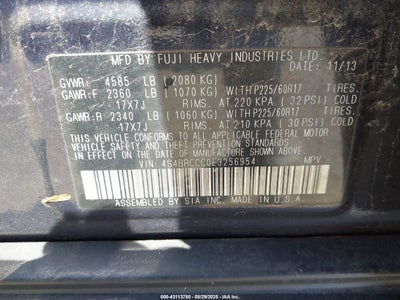 MFD BY FUJI HEAVY INDUSTRIES LTD.
DATE: 11/13
GVWR: 4585 LB (2080 KG)
GAWR:F 2360 LB (1070 KG) WITH P225/60R17 TIRES,
17X7J RIMS, AT 220 KPA (32 PSI) COLD
GAWR:R 2340 LB (1060 KG) WITH P225/60R17 TIRES,
17X7J RIMS, AT 210 KPA (30 PSI) COLD
THIS VEHICLE CONFORMS TO ALL APPLICABLE FEDERAL MOTOR
VEHICLE SAFETY STANDARDS AND THEFT PREVENTION
STANDARD IN EFFECT ON THE DATE OF MANUFACTURE SHOWN ABOVE.
VIN: 4S4BRCCC0E3256954 MPV
ASSEMBLED BY
SIA INC. MADE IN U.S.A.
000-43113760 - 08/29/2025 - IAA Inc.